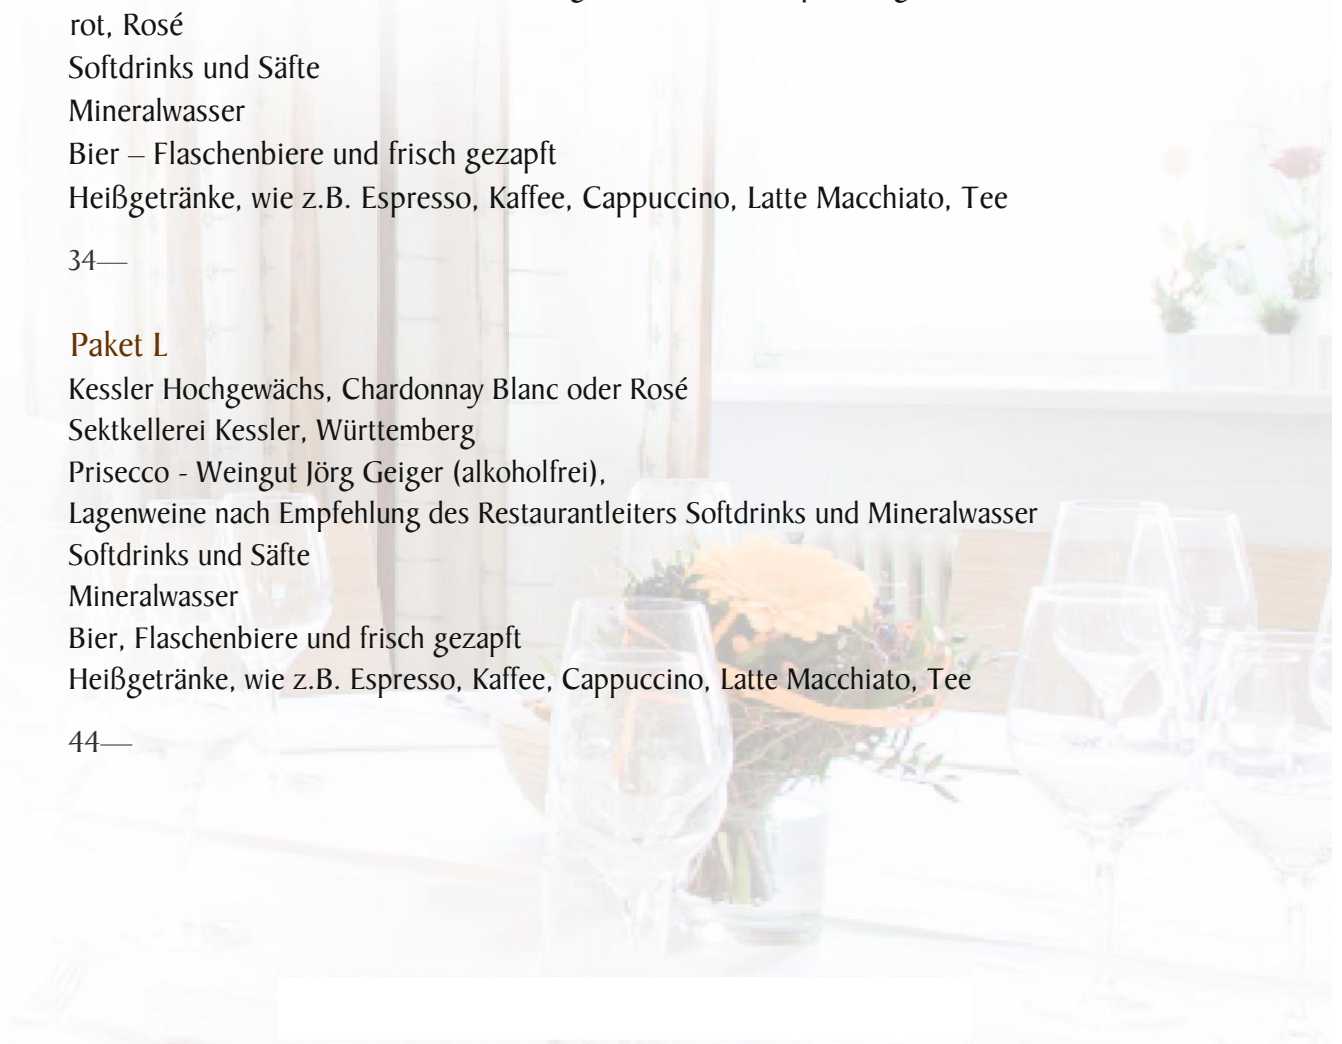 rot, Rosé
Softdrinks und Säfte
Mineralwasser
Bier – Flaschenbiere und frisch gezapft
Heißgetränke, wie z.B. Espresso, Kaffee, Cappuccino, Latte Macchiato, Tee
34—
Paket L
Kessler Hochgewächs, Chardonnay Blanc oder Rosé
Sektkellerei Kessler, Württemberg
Prisecco - Weingut Jörg Geiger (alkoholfrei),
Lagenweine nach Empfehlung des Restaurantleiters Softdrinks und Mineralwasser
Softdrinks und Säfte
Mineralwasser
Bier, Flaschenbiere und frisch gezapft
Heißgetränke, wie z.B. Espresso, Kaffee, Cappuccino, Latte Macchiato, Tee
44—